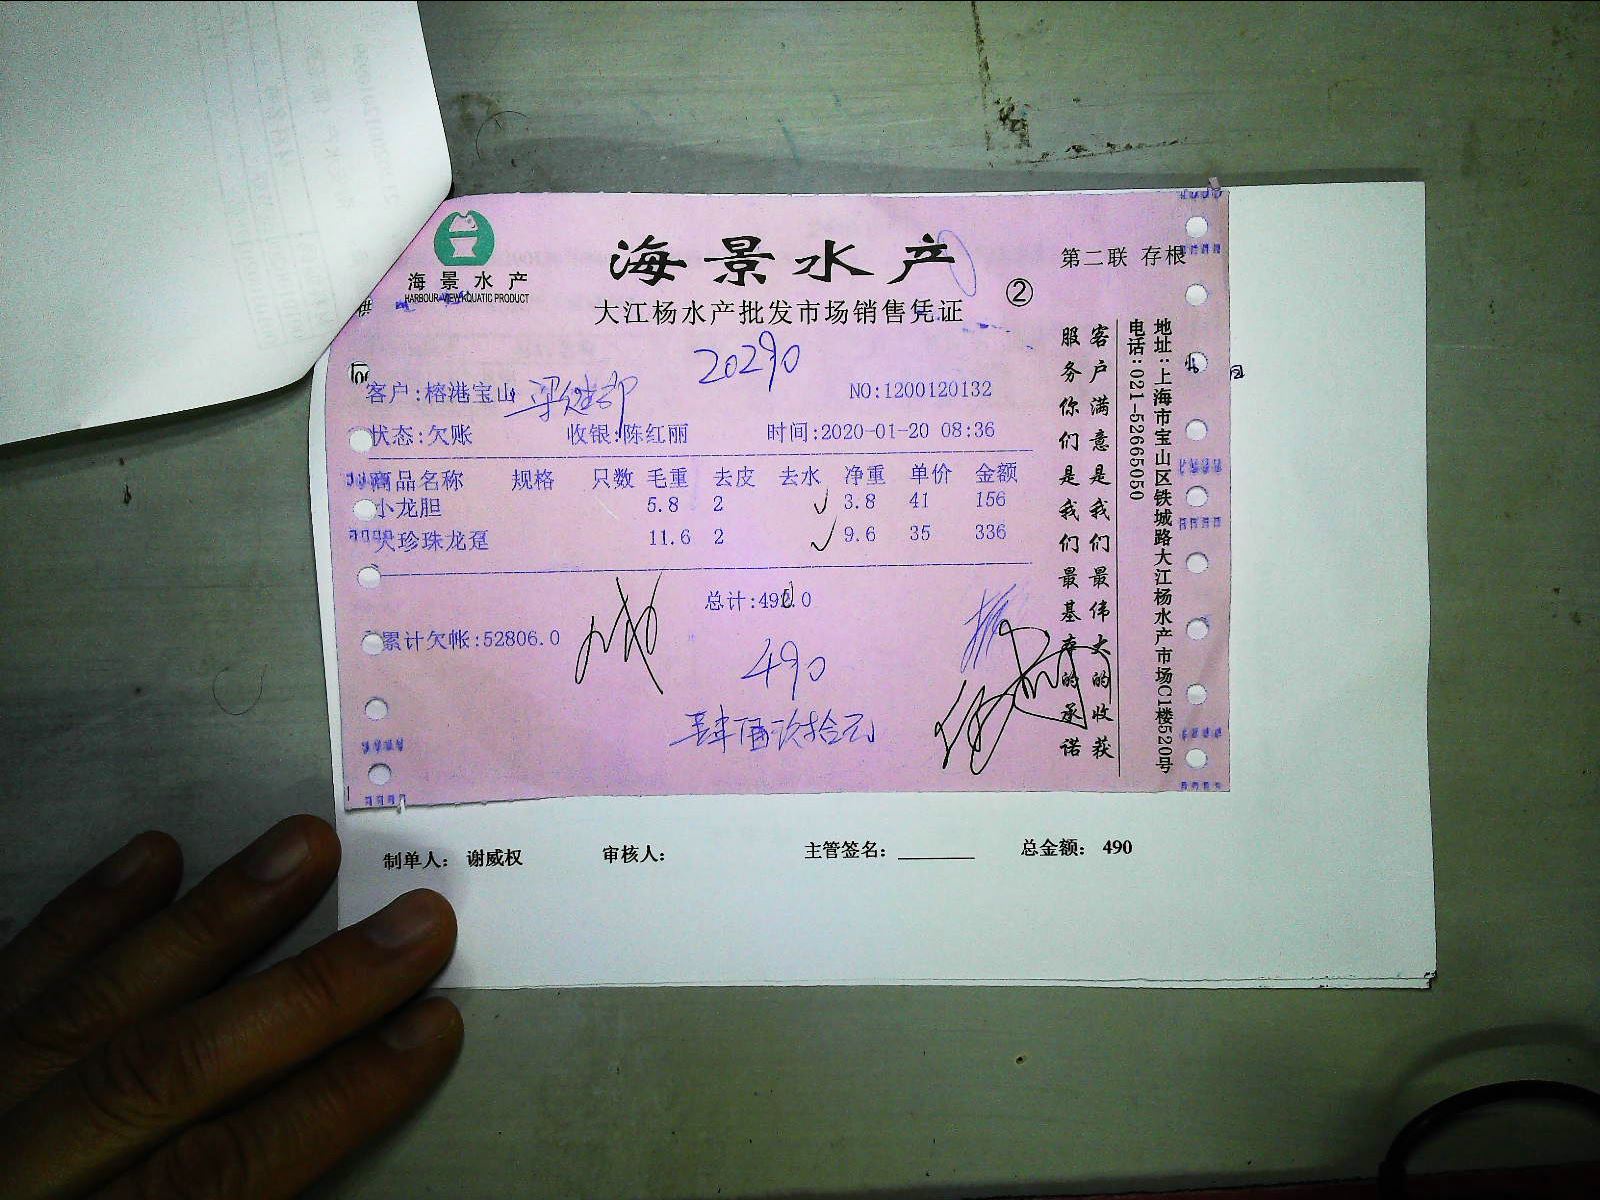 海景水产
HARBOUR VIEW AQUATIC PRODUCT
海景水产
第二联 存根
②
大江杨水产批发市场销售凭证
20290
客户:榕港宝山
NO:1200120132
状态:欠账 收银:陈红丽 时间:2020-01-20 08:36
商品名称 规格 只数 毛重 去皮 去水 净重 单价 金额
小龙胆 5.8 2 ✓ 3.8 41 156
大珍珠龙趸 11.6 2 ✓ 9.6 35 336
总计:492.0
累计欠帐:52806.0
490
客户满意是我们最伟大的收获
服务你们是我们最基本的承诺
地址:上海市宝山区铁城路大江杨水产市场C1楼520号
电话:021-52665050
制单人: 谢威权 审核人: 主管签名: 总金额: 490